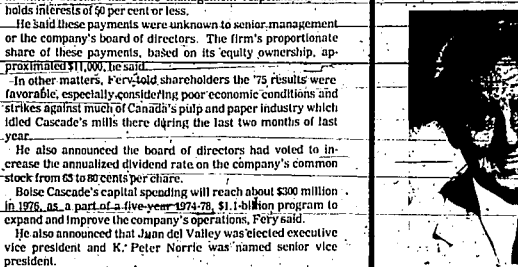 holds interests of 50 per cent or less.
He said these payments were unknown to senior management
or the company's board of directors. The firm's proportionate
share of these payments, based on its equity ownership, ap-
proximated $11,000, he said.
In other matters, Fery told shareholders the '75 results were
favorable, especially considering poor economic conditions and
strikes against much of Canada's pulp and paper industry which
idled Cascade's mills there during the last two months of last
year.
He also announced the board of directors had voted to in-
crease the annualized dividend rate on the company's common
stock from 63 to 80 cents per chare.
Boise Cascade's capital spending will reach about $300 million
in 1976, as a part of a five-year 1974-78, $1.1-billion program to
expand and improve the company's operations, Fery said.
He also announced that Juan del Valley was elected executive
vice president and K. Peter Norrie was named senior vice
president.